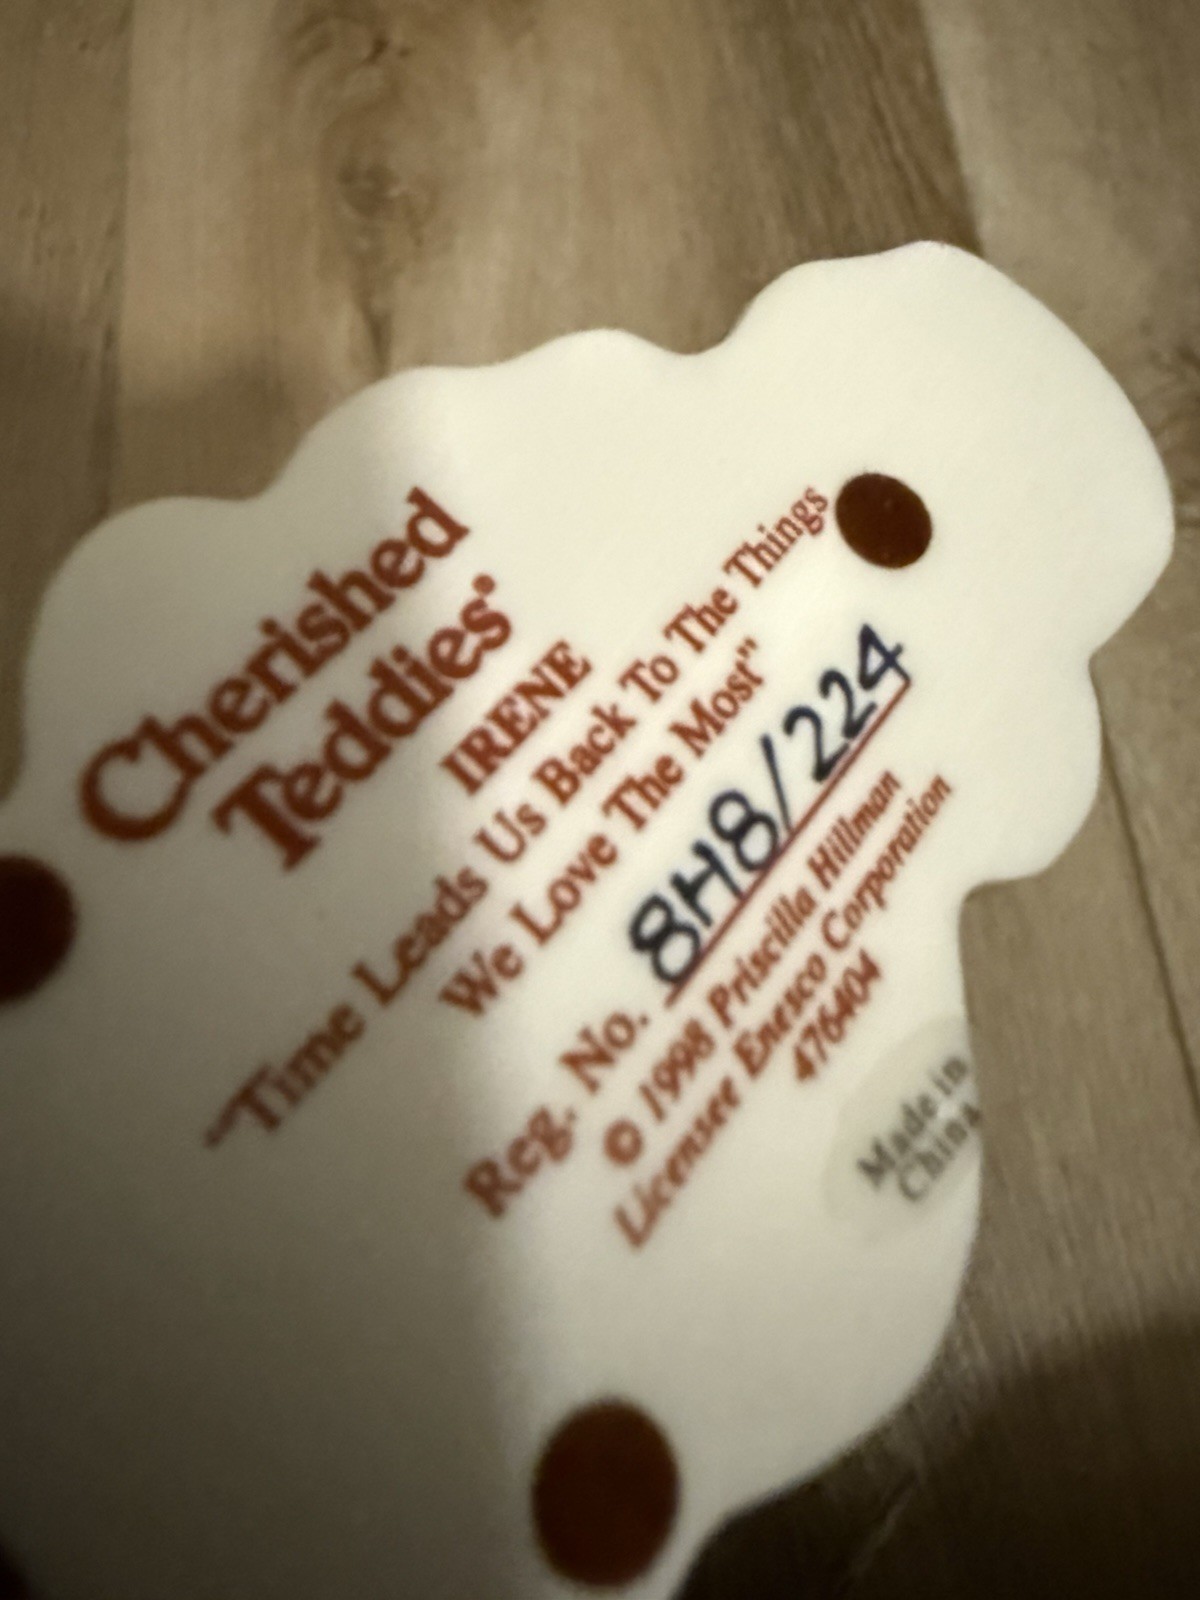 Cherished
Teddies®
IRENE
"Time Leads Us Back To The Things
We Love The Most"
Reg. No. 8H8/224
© 1998 Priscilla Hillman
Licensee Enesco Corporation
476404
Made in
China